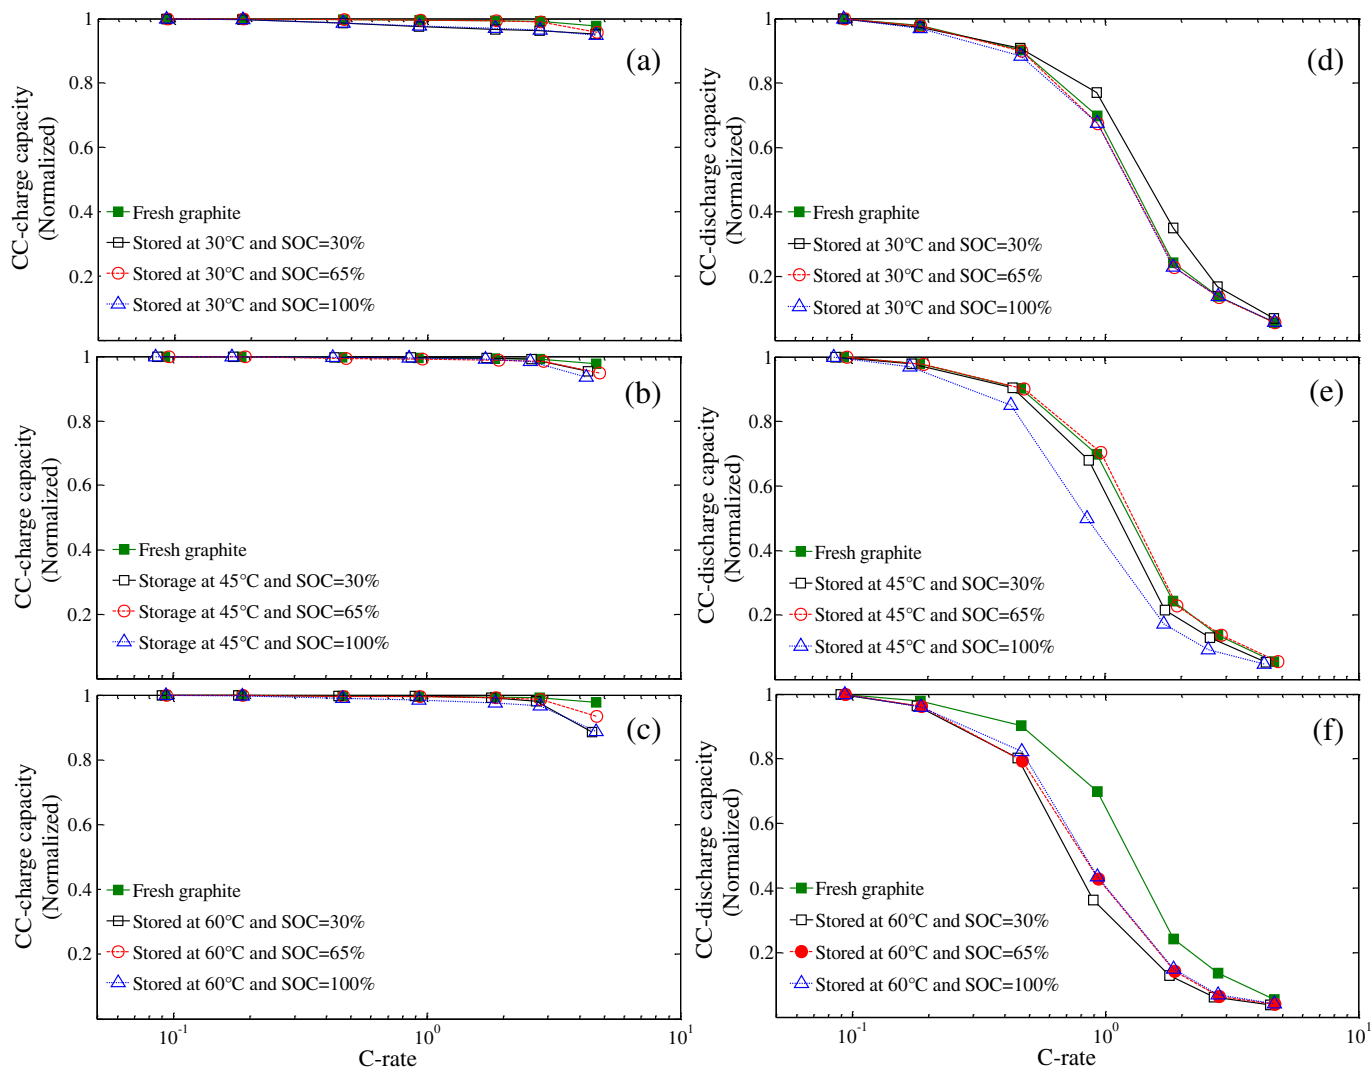 1
0.8
0.6
0.4
0.2
CC-charge capacity
(Normalized)
(a)
Fresh graphite
Stored at 30°C and SOC=30%
Stored at 30°C and SOC=65%
Stored at 30°C and SOC=100%
1
0.8
0.6
0.4
0.2
CC-discharge capacity
(Normalized)
(d)
Fresh graphite
Stored at 30°C and SOC=30%
Stored at 30°C and SOC=65%
Stored at 30°C and SOC=100%
1
0.8
0.6
0.4
0.2
CC-charge capacity
(Normalized)
(b)
Fresh graphite
Storage at 45°C and SOC=30%
Storage at 45°C and SOC=65%
Storage at 45°C and SOC=100%
1
0.8
0.6
0.4
0.2
CC-discharge capacity
(Normalized)
(e)
Fresh graphite
Stored at 45°C and SOC=30%
Stored at 45°C and SOC=65%
Stored at 45°C and SOC=100%
1
0.8
0.6
0.4
0.2
CC-charge capacity
(Normalized)
(c)
Fresh graphite
Stored at 60°C and SOC=30%
Stored at 60°C and SOC=65%
Stored at 60°C and SOC=100%
10⁻¹ 10⁰ 10¹
C-rate
1
0.8
0.6
0.4
0.2
CC-discharge capacity
(Normalized)
(f)
Fresh graphite
Stored at 60°C and SOC=30%
Stored at 60°C and SOC=65%
Stored at 60°C and SOC=100%
10⁻¹ 10⁰ 10¹
C-rate